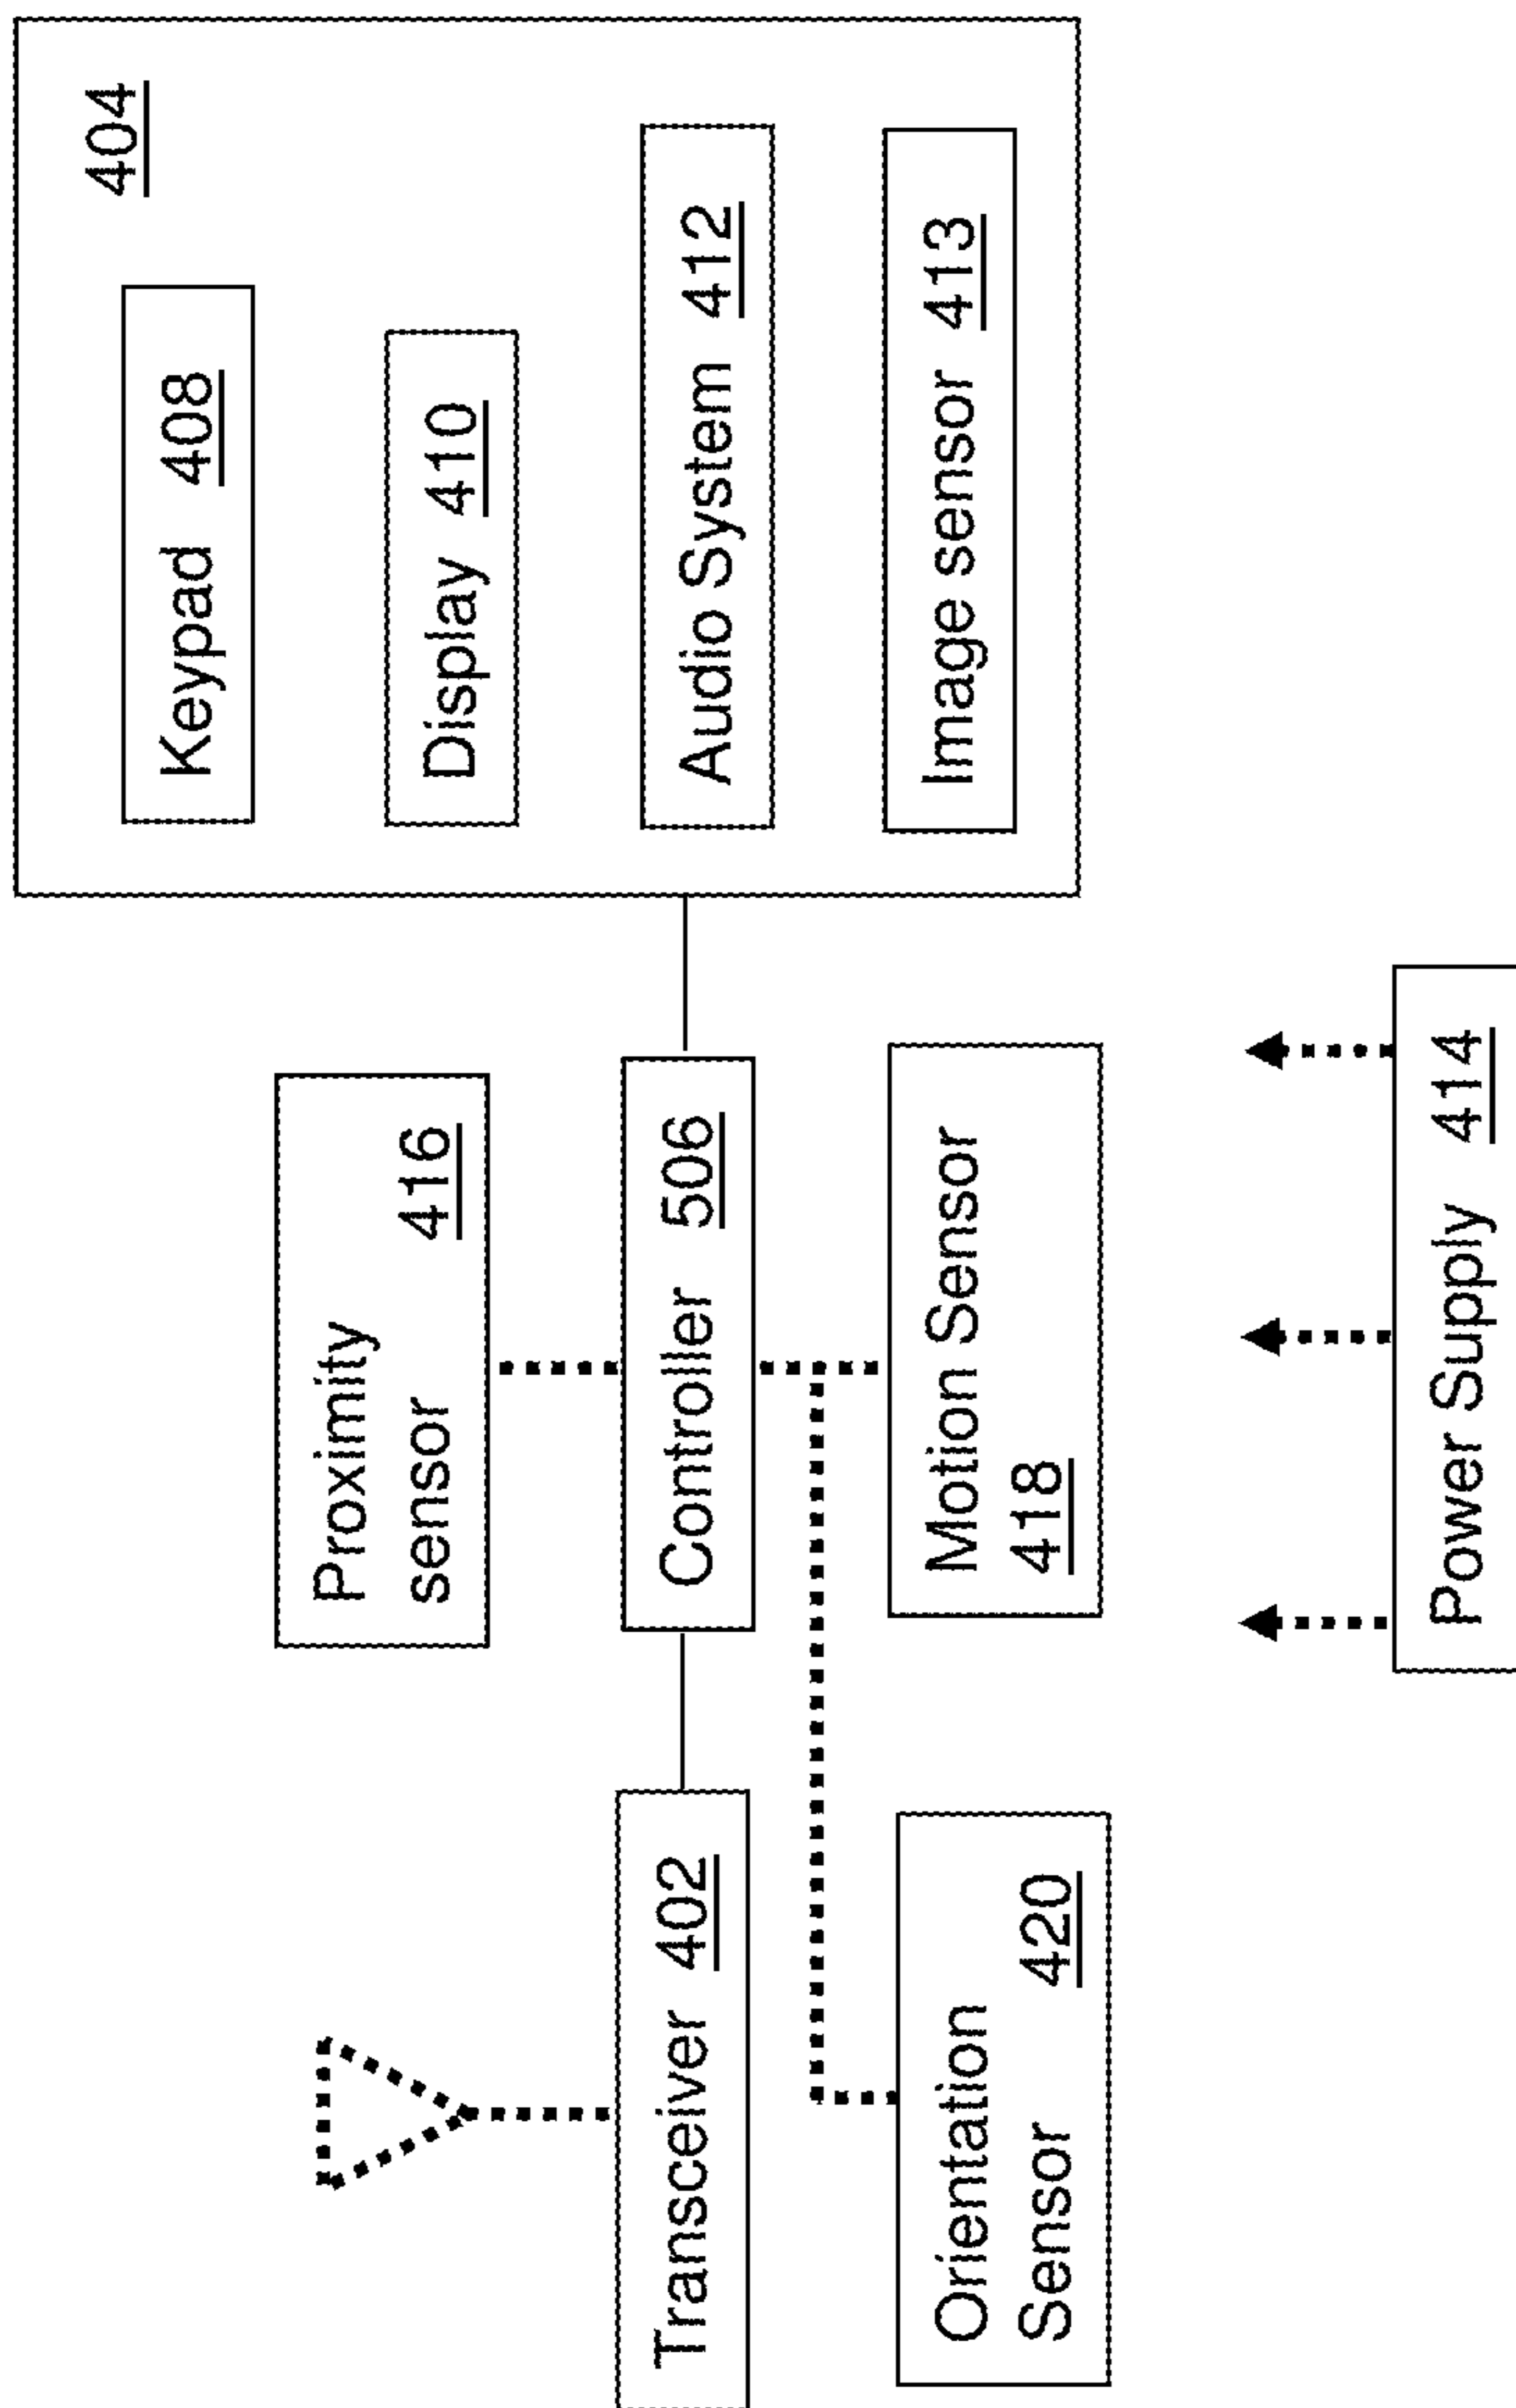 404
Keypad 408
Display 410
Audio System 412
Image sensor 413
Proximity
sensor 416
Controller 506
Motion Sensor
418
Transceiver 402
Orientation
Sensor 420
Power Supply 414